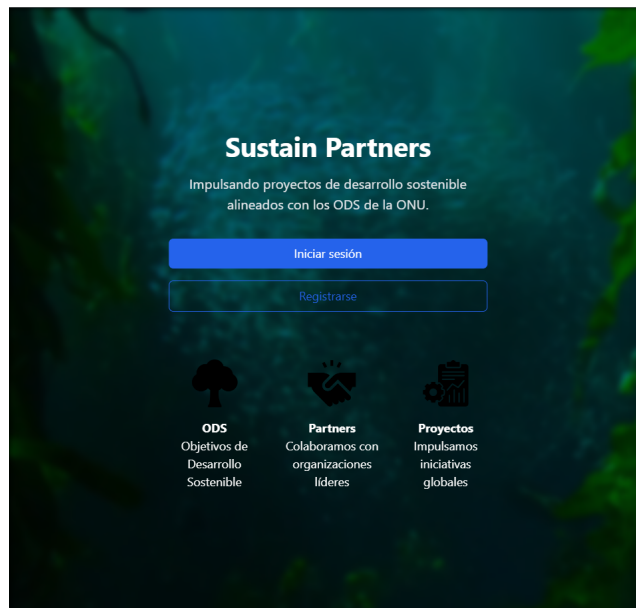 Sustain Partners
Impulsando proyectos de desarrollo sostenible
alineados con los ODS de la ONU.
Iniciar sesión
Registrarse
ODS
Objetivos de
Desarrollo
Sostenible
Partners
Colaboramos con
organizaciones
líderes
Proyectos
Impulsamos
iniciativas
globales